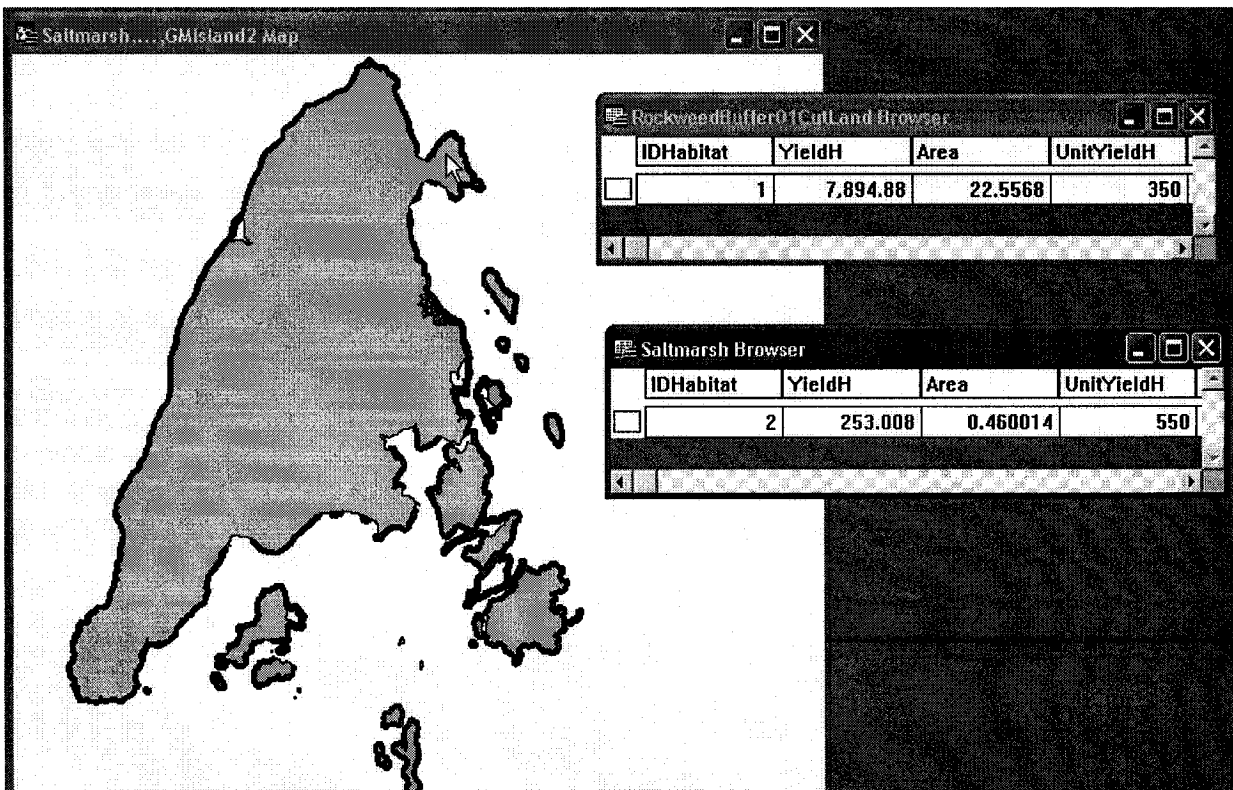 Saltmarsh,...,GMIsland2 Map
RockweedBuffer01CutLand Browser
IDHabitat YieldH Area UnitYieldH
1 7,894.88 22.5568 350
Saltmarsh Browser
IDHabitat YieldH Area UnitYieldH
2 253.008 0.460014 550